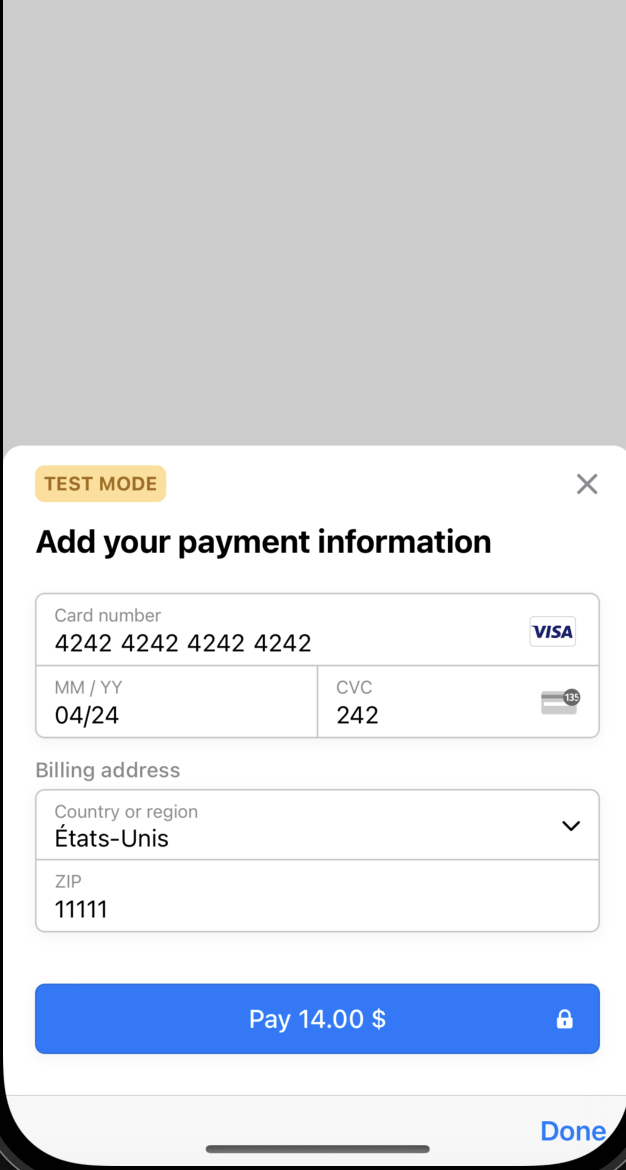 TEST MODE
Add your payment information
Card number
4242 4242 4242 4242
VISA
MM / YY
04/24
CVC
242
135
Billing address
Country or region
États-Unis
ZIP
11111
Pay 14.00 $
Done